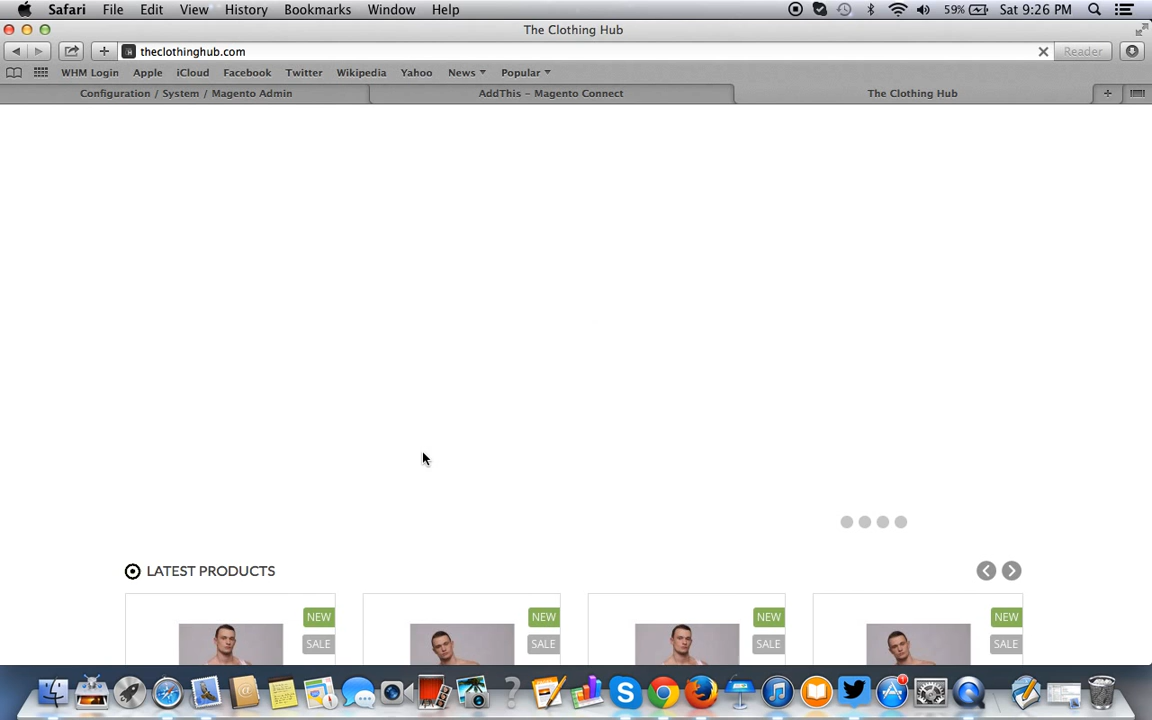 Safari File Edit View History Bookmarks Window Help 59% Sat 9:26 PM
The Clothing Hub
theclothinghub.com Reader
WHM Login Apple iCloud Facebook Twitter Wikipedia Yahoo News Popular
Configuration / System / Magento Admin AddThis – Magento Connect The Clothing Hub
LATEST PRODUCTS
NEW NEW NEW NEW
SALE SALE SALE SALE